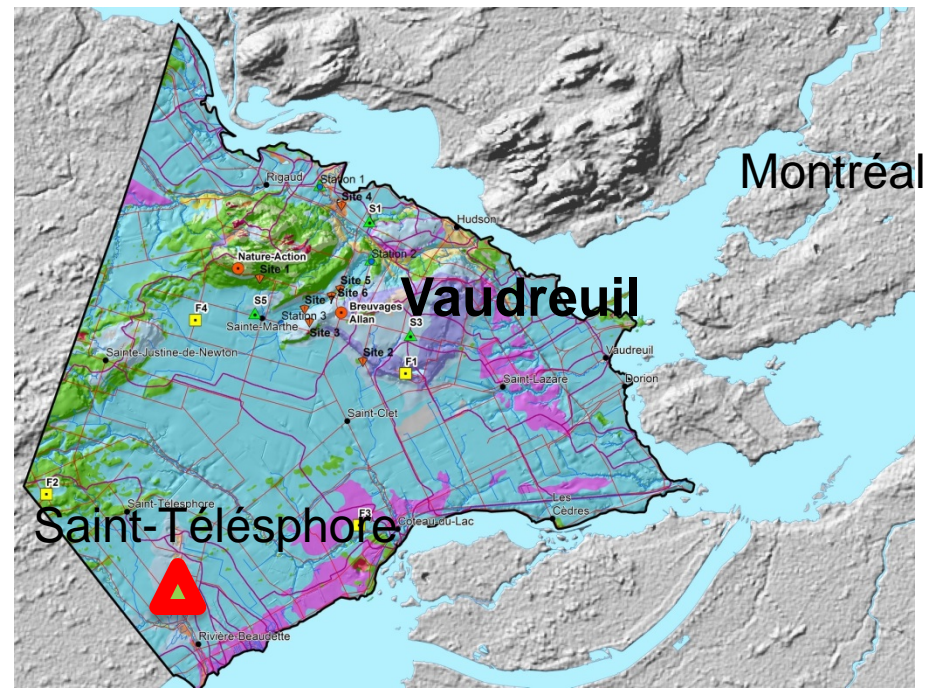 Montréal
Rigaud
Station 1
Site 4
S1
Hudson
Station 2
Nature-Action
Site 1
Site 5
Site 6
Vaudreuil
Site 7
Breuvages
Allan
F4
S5
Station 3
Sainte-Marthe
Site 3
S3
Sainte-Justine-de-Newton
Site 2
Vaudreuil
F1
Saint-Lazare
Dorion
Saint-Clet
F2
Saint-Télesphore
Les
Cèdres
F3
Saint-Télésphore
Coteau-du-Lac
Rivière-Beaudette